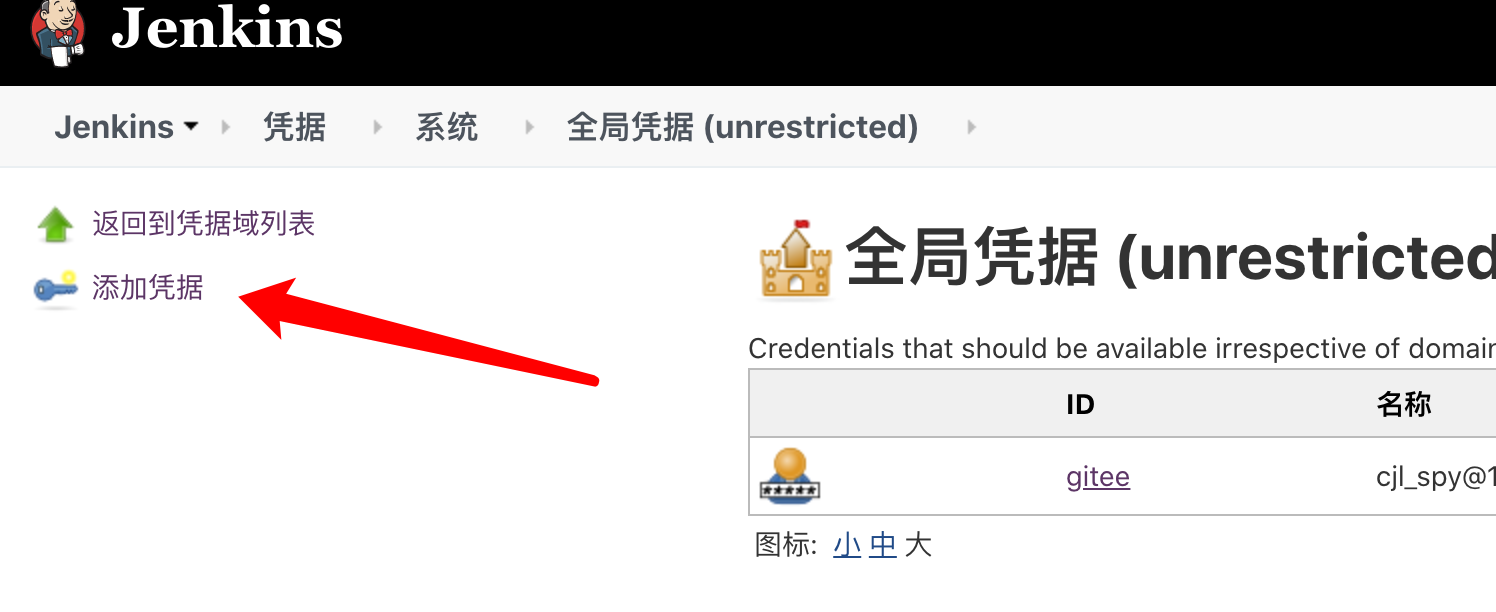 Jenkins
Jenkins 凭据 系统 全局凭据 (unrestricted)
返回到凭据域列表
添加凭据
全局凭据 (unrestricted
Credentials that should be available irrespective of domain
ID 名称
gitee cjl_spy@1
图标: 小 中 大